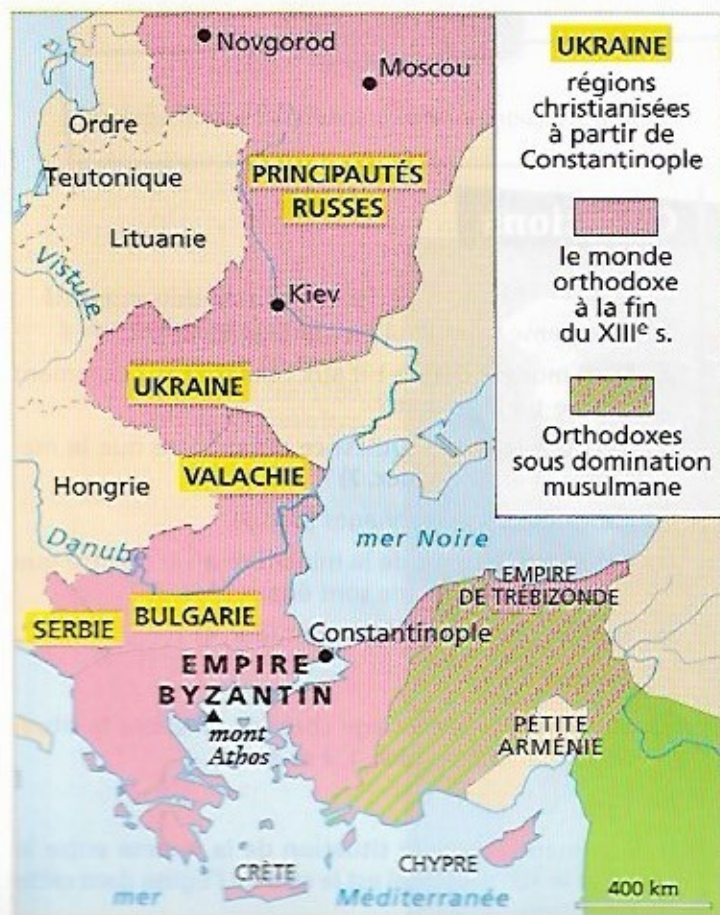 Novgorod
Moscou
Ordre
Teutonique
Lituanie
PRINCIPAUTÉS
RUSSES
Vistule
Kiev
UKRAINE
VALACHIE
Hongrie
Danube
mer Noire
SERBIE
BULGARIE
Constantinople
EMPIRE
DE TRÉBIZONDE
EMPIRE
BYZANTIN
mont
Athos
PETITE
ARMÉNIE
CRÈTE
CHYPRE
mer Méditerranée
400 km
UKRAINE
régions
christianisées
à partir de
Constantinople
le monde
orthodoxe
à la fin
du XIIIe s.
Orthodoxes
sous domination
musulmane